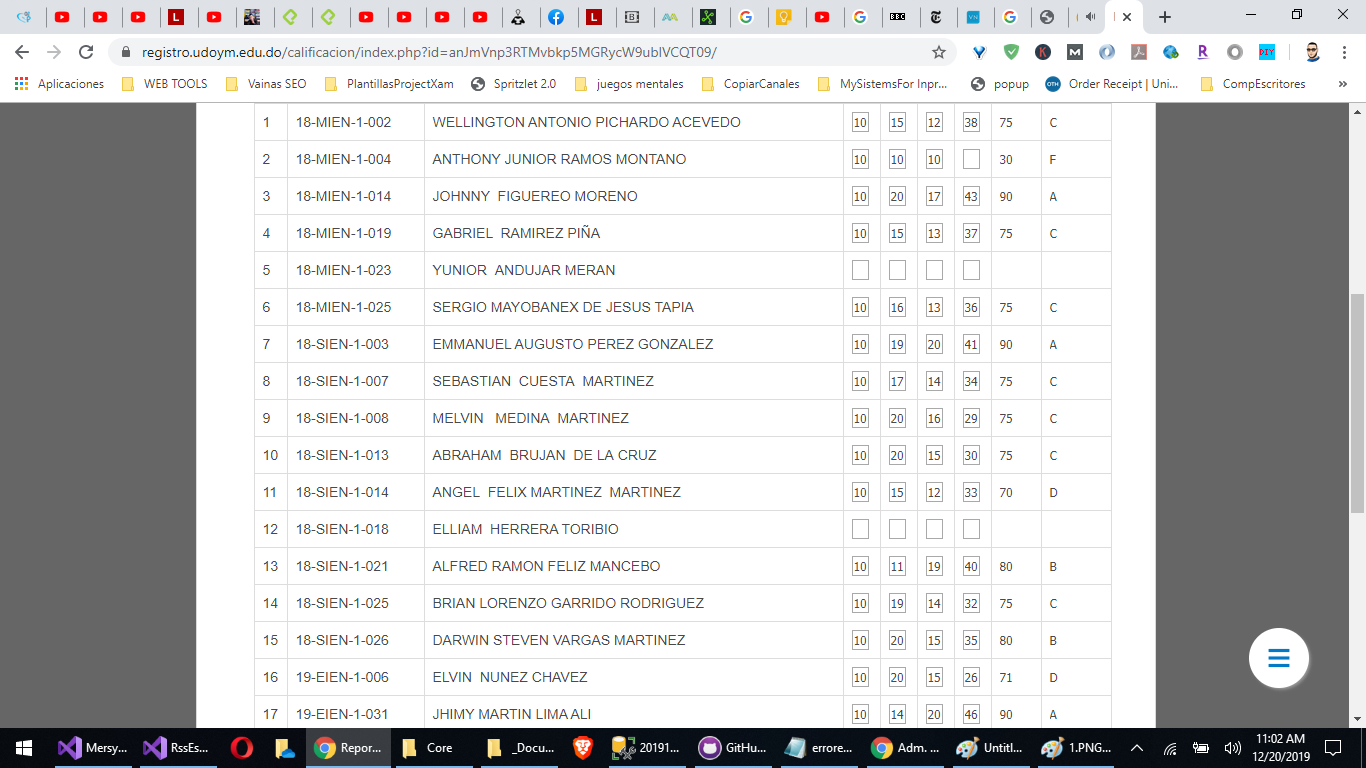 registro.udoym.edu.do/calificacion/index.php?id=anJmVnp3RTMvbkp5MGRycW9ublVCQT09/
Aplicaciones WEB TOOLS Vainas SEO PlantillasProjectXam Spritzlet 2.0 juegos mentales CopiarCanales MySistemsFor Inpr... popup Order Receipt | Uni... CompEscritores »
1 18-MIEN-1-002 WELLINGTON ANTONIO PICHARDO ACEVEDO 10 15 12 38 75 C
2 18-MIEN-1-004 ANTHONY JUNIOR RAMOS MONTANO 10 10 10 30 F
3 18-MIEN-1-014 JOHNNY FIGUEREO MORENO 10 20 17 43 90 A
4 18-MIEN-1-019 GABRIEL RAMIREZ PIÑA 10 15 13 37 75 C
5 18-MIEN-1-023 YUNIOR ANDUJAR MERAN
6 18-MIEN-1-025 SERGIO MAYOBANEX DE JESUS TAPIA 10 16 13 36 75 C
7 18-SIEN-1-003 EMMANUEL AUGUSTO PEREZ GONZALEZ 10 19 20 41 90 A
8 18-SIEN-1-007 SEBASTIAN CUESTA MARTINEZ 10 17 14 34 75 C
9 18-SIEN-1-008 MELVIN MEDINA MARTINEZ 10 20 16 29 75 C
10 18-SIEN-1-013 ABRAHAM BRUJAN DE LA CRUZ 10 20 15 30 75 C
11 18-SIEN-1-014 ANGEL FELIX MARTINEZ MARTINEZ 10 15 12 33 70 D
12 18-SIEN-1-018 ELLIAM HERRERA TORIBIO
13 18-SIEN-1-021 ALFRED RAMON FELIZ MANCEBO 10 11 19 40 80 B
14 18-SIEN-1-025 BRIAN LORENZO GARRIDO RODRIGUEZ 10 19 14 32 75 C
15 18-SIEN-1-026 DARWIN STEVEN VARGAS MARTINEZ 10 20 15 35 80 B
16 19-EIEN-1-006 ELVIN NUNEZ CHAVEZ 10 20 15 26 71 D
17 19-EIEN-1-031 JHIMY MARTIN LIMA ALI 10 14 20 46 90 A
Mersy... RssEs... Repor... Core _Docu... 20191... GitHu... errore... Adm. ... Untitl... 1.PNG... 11:02 AM
12/20/2019